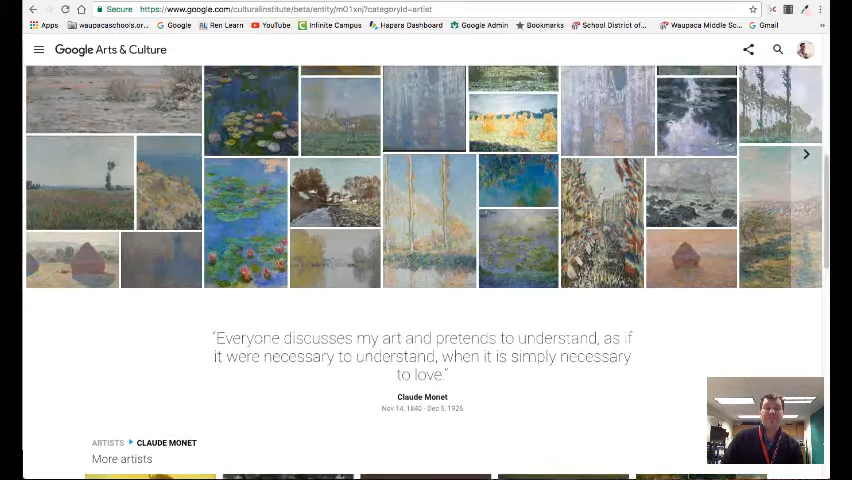 Secure https://www.google.com/culturalinstitute/beta/entity/m01xnj?categoryId=artist
Apps waupacaschools.or... Google Ren Learn YouTube Infinite Campus Hapara Dashboard Google Admin Bookmarks School District of... Waupaca Middle Sc... Gmail »
Google Arts & Culture
“Everyone discusses my art and pretends to understand, as if
it were necessary to understand, when it is simply necessary
to love.”
Claude Monet
Nov 14, 1840 - Dec 5, 1926
ARTISTS CLAUDE MONET
More artists